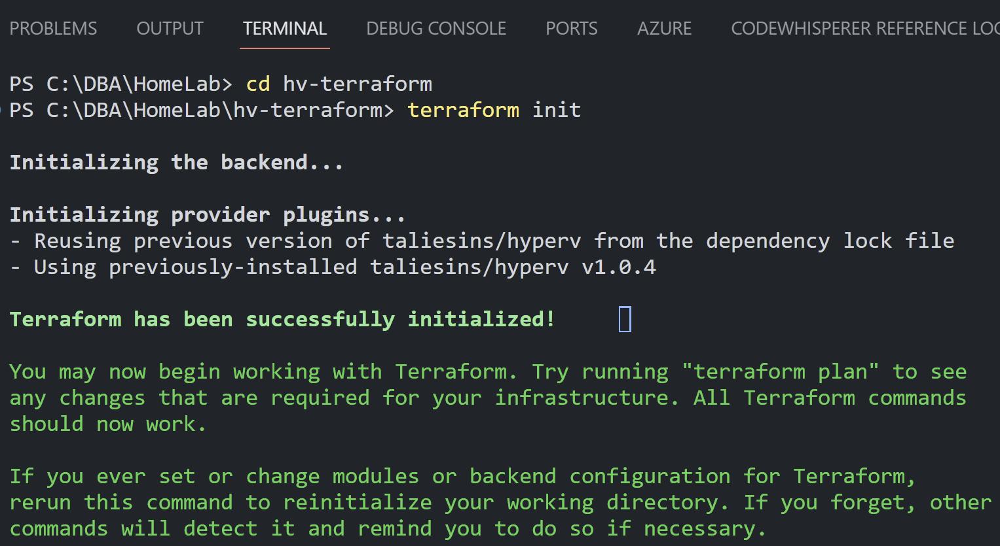 PROBLEMS OUTPUT TERMINAL DEBUG CONSOLE PORTS AZURE CODEWHISPERER REFERENCE LOG
PS C:\DBA\HomeLab> cd hv-terraform
PS C:\DBA\HomeLab\hv-terraform> terraform init
Initializing the backend...
Initializing provider plugins...
- Reusing previous version of taliesins/hyperv from the dependency lock file
- Using previously-installed taliesins/hyperv v1.0.4
Terraform has been successfully initialized!
You may now begin working with Terraform. Try running "terraform plan" to see
any changes that are required for your infrastructure. All Terraform commands
should now work.
If you ever set or change modules or backend configuration for Terraform,
rerun this command to reinitialize your working directory. If you forget, other
commands will detect it and remind you to do so if necessary.